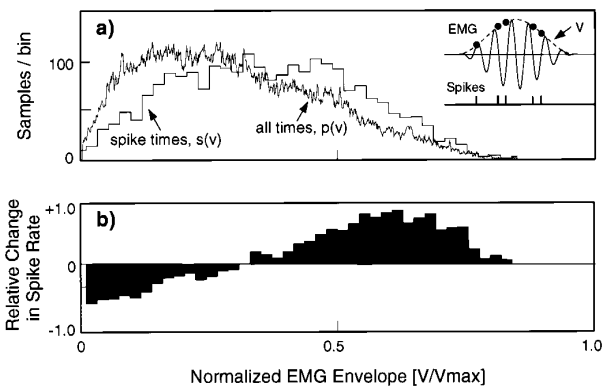 a)
Samples / bin
100
0
spike times, s(v)
all times, p(v)
EMG
V
Spikes
b)
Relative Change
in Spike Rate
+1.0
0
-1.0
0
0.5
1.0
Normalized EMG Envelope [V/Vmax]